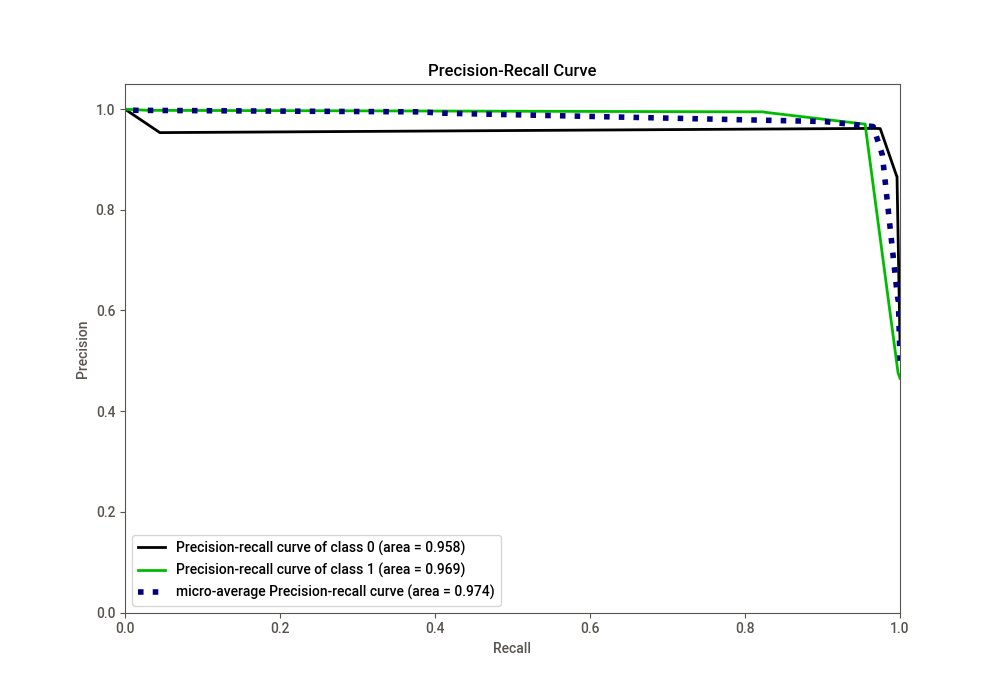 Precision-Recall Curve
1.0
0.8
0.6
0.4
0.2
0.0
Precision
Precision-recall curve of class 0 (area = 0.958)
Precision-recall curve of class 1 (area = 0.969)
micro-average Precision-recall curve (area = 0.974)
0.0 0.2 0.4 0.6 0.8 1.0
Recall